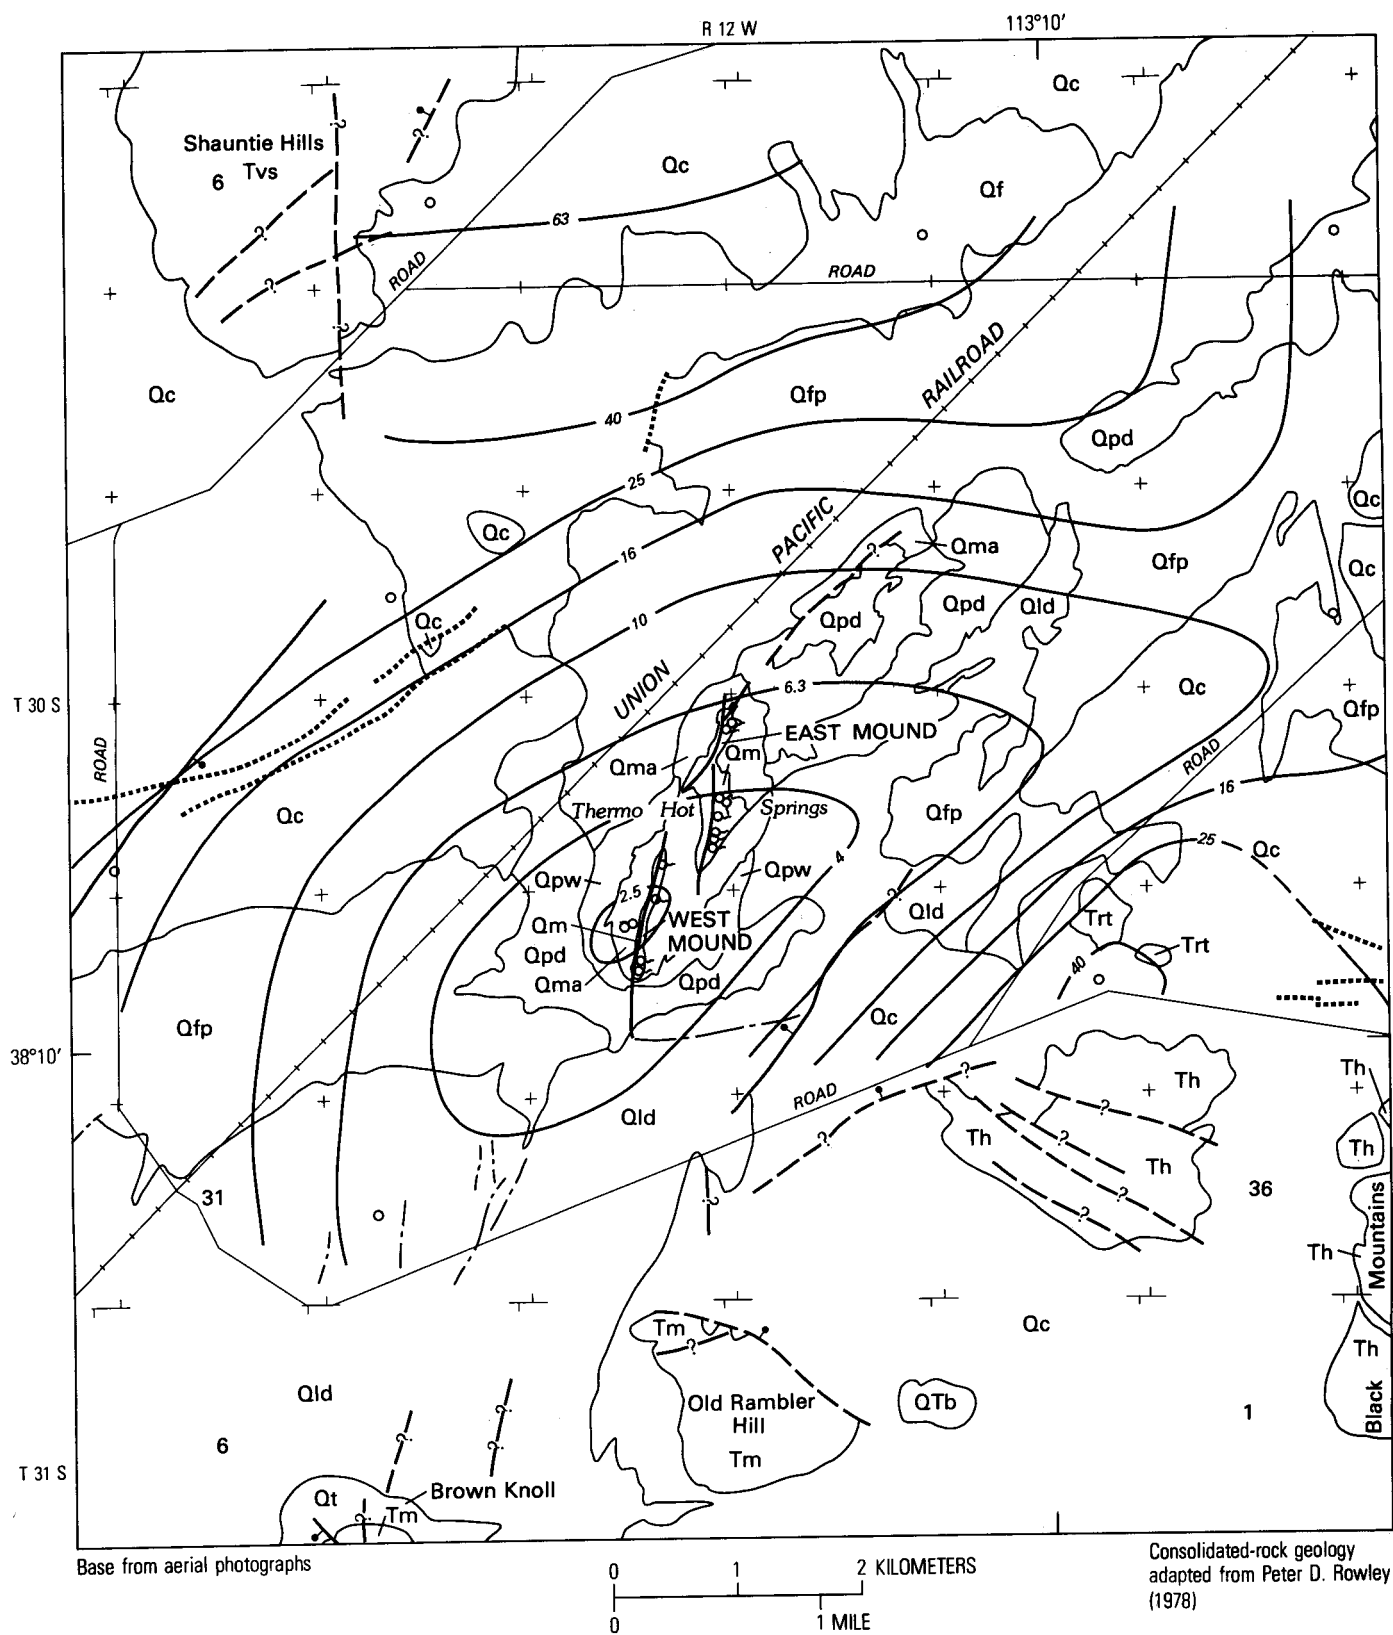 R 12 W
113°10′
Qc
Shauntie Hills
6 Tvs
?
Qc
Qf
?
?
63
ROAD
ROAD
?
?
Qc
RAILROAD
Qfp
40
Qpd
25
Qc
Qc
PACIFIC
16
?
Qma
Qfp
Qc
Qc
10
Qpd
Qpd
Qld
UNION
6.3
Qc
T 30 S
Qfp
ROAD
EAST MOUND
Qm
Qma
ROAD
16
Thermo Hot Springs
Qc
Qfp
25
Qc
4
Qpw
Qpw
2.5
?
Qld
Trt
Qm
WEST
MOUND
Trt
Qpd
40
Qma
Qpd
Qc
Qfp
38°10′
Th
?
Th
ROAD
?
Qld
?
Th
?
Th
Th
31
?
?
36
?
Th
Mountains
Qc
Tm
?
Th
Qld
Old Rambler
Hill
Tm
QTb
Black
1
6
?
?
?
T 31 S
Brown Knoll
Qt
Tm
?
Base from aerial photographs
0 1 2 KILOMETERS
0 1 MILE
Consolidated-rock geology
adapted from Peter D. Rowley
(1978)